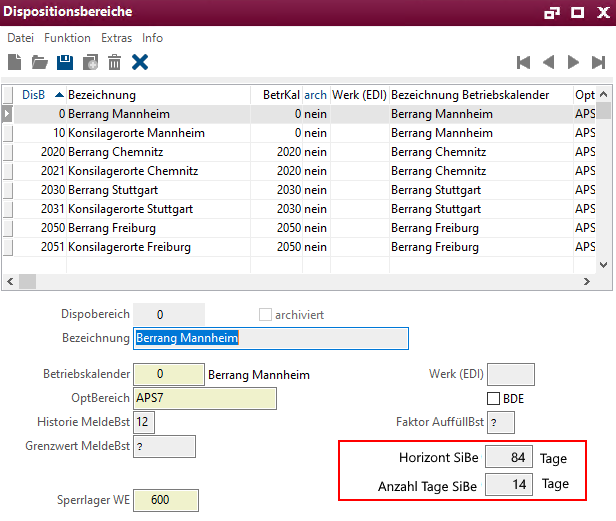 Dispositionsbereiche
Datei Funktion Extras Info
DisB Bezeichnung BetrKal arch Werk (EDI) Bezeichnung Betriebskalender Opt
0 Berrang Mannheim 0 nein Berrang Mannheim APS
10 Konsilagerorte Mannheim 0 nein Berrang Mannheim APS
2020 Berrang Chemnitz 2020 nein Berrang Chemnitz APS
2021 Konsilagerorte Chemnitz 2020 nein Berrang Chemnitz APS
2030 Berrang Stuttgart 2030 nein Berrang Stuttgart APS
2031 Konsilagerorte Stuttgart 2030 nein Berrang Stuttgart APS
2050 Berrang Freiburg 2050 nein Berrang Freiburg APS
2051 Konsilagerorte Freiburg 2050 nein Berrang Freiburg APS
Dispobereich 0 archiviert
Bezeichnung Berrang Mannheim
Betriebskalender 0 Berrang Mannheim Werk (EDI)
OptBereich APS7 BDE
Historie MeldeBst 12 Faktor AuffüllBst ?
Grenzwert MeldeBst ?
Horizont SiBe 84 Tage
Anzahl Tage SiBe 14 Tage
Sperrlager WE 600